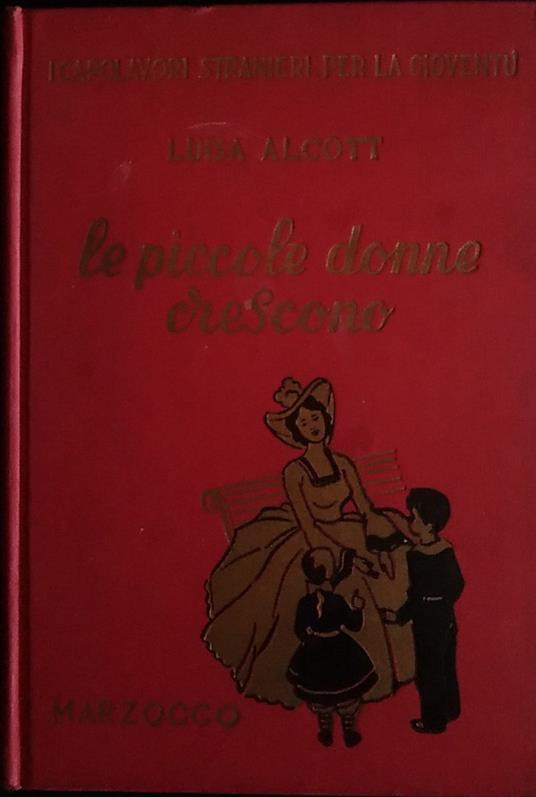 I CAPOLAVORI STRANIERI PER LA GIOVENTÙ
LUISA ALCOTT
le piccole donne
crescono
MARZOCCO